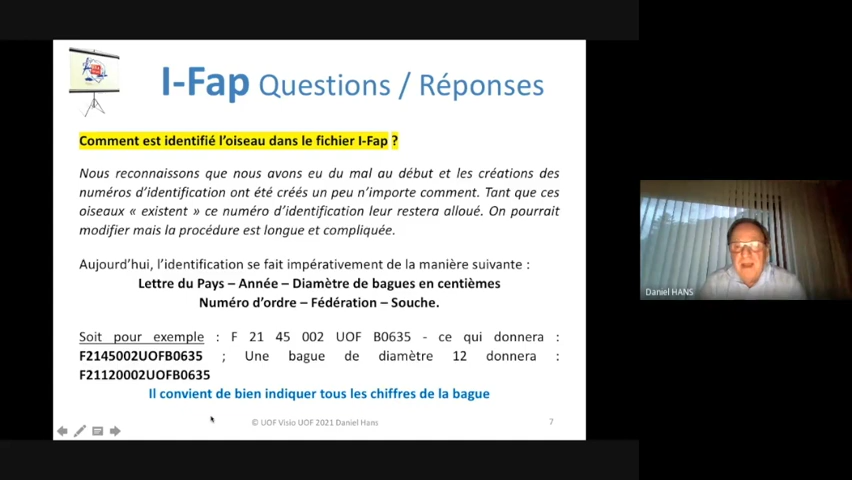 I-Fap Questions / Réponses
Comment est identifié l'oiseau dans le fichier I-Fap ?
Nous reconnaissons que nous avons eu du mal au début et les créations des
numéros d'identification ont été créés un peu n'importe comment. Tant que ces
oiseaux « existent » ce numéro d'identification leur restera alloué. On pourrait
modifier mais la procédure est longue et compliquée.
Aujourd'hui, l'identification se fait impérativement de la manière suivante :
Lettre du Pays – Année – Diamètre de bagues en centièmes
Numéro d'ordre – Fédération – Souche.
Soit pour exemple : F 21 45 002 UOF B0635 - ce qui donnera :
F2145002UOFB0635 ; Une bague de diamètre 12 donnera :
F21120002UOFB0635
Il convient de bien indiquer tous les chiffres de la bague
© UOF Visio UOF 2021 Daniel Hans
7
Daniel HANS